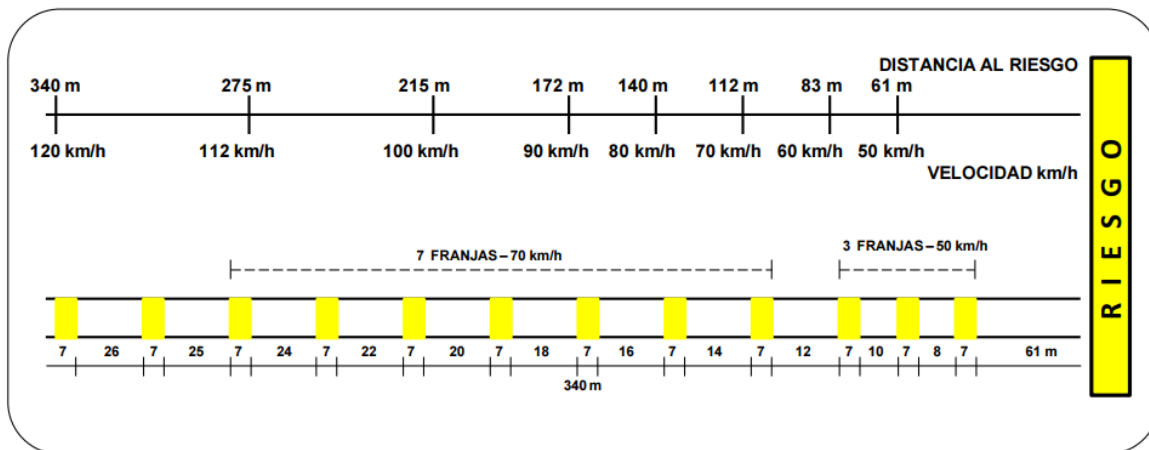 DISTANCIA AL RIESGO
340 m 275 m 215 m 172 m 140 m 112 m 83 m 61 m
120 km/h 112 km/h 100 km/h 90 km/h 80 km/h 70 km/h 60 km/h 50 km/h
VELOCIDAD km/h
RIESGO
7 FRANJAS – 70 km/h 3 FRANJAS – 50 km/h
7 26 7 25 7 24 7 22 7 20 7 18 7 16 7 14 7 12 7 10 7 8 7 61 m
340 m